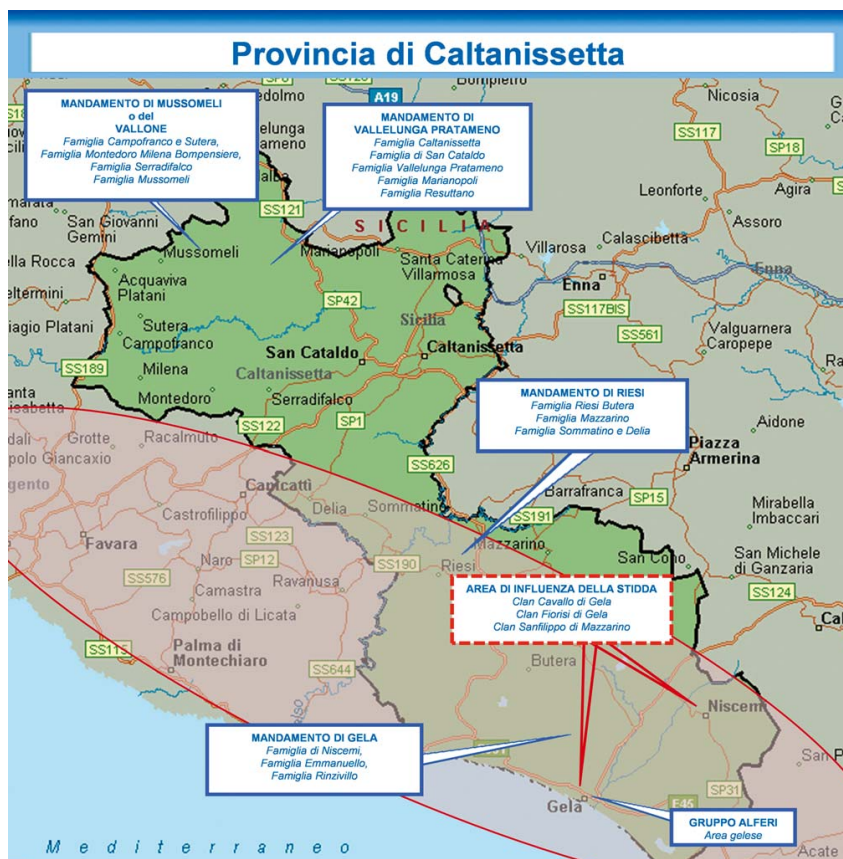 Provincia di Caltanissetta
MANDAMENTO DI MUSSOMELI
o del
VALLONE
Famiglia Campofranco e Sutera,
Famiglia Montedoro Milena Bompensiere,
Famiglia Serradifalco
Famiglia Mussomeli
MANDAMENTO DI
VALLELUNGA PRATAMENO
Famiglia Caltanissetta
Famiglia di San Cataldo
Famiglia Vallelunga Pratameno
Famiglia Marianopoli
Famiglia Resuttano
A19
Bompietro
Nicosia
SS117
SP18
Leonforte
Agira
Assoro
San Giovanni
Gemini
SS121
SICILIA
Mussomeli
Marianopoli
Santa Caterina
Villarmosa
Villarosa
Calascibetta
Enna
Enna
Acquaviva
Platani
SP42
SS117BIS
SS561
Sutera
Campofranco
Sicilia
Valguarnera
Caropepe
San Cataldo
Caltanissetta
SS189
Milena
Caltanissetta
Montedoro
Serradifalco
MANDAMENTO DI RIESI
Famiglia Riesi Butera
Famiglia Mazzarino
Famiglia Sommatino e Delia
SS122
SP1
Aidone
Grotte
Racalmuto
Piazza
Armerina
SS626
Canicattì
Barrafranca
SP15
Delia
Sommatino
Mirabella
Imbaccari
Castrofilippo
SS191
SS123
Favara
Mazzarino
San Cono
San Michele
di Ganzaria
Naro
SP12
SS190
Riesi
SS576
Ravanusa
Camastra
SS124
AREA DI INFLUENZA DELLA STIDDA
Clan Cavallo di Gela
Clan Fiorisi di Gela
Clan Sanfilippo di Mazzarino
Campobello di Licata
SS115
Palma di
Montechiaro
SS644
Butera
Niscemi
MANDAMENTO DI GELA
Famiglia di Niscemi,
Famiglia Emmanuello,
Famiglia Rinzivillo
SP31
Gela
E45
GRUPPO ALFERI
Area gelese
Mediterraneo
Acate